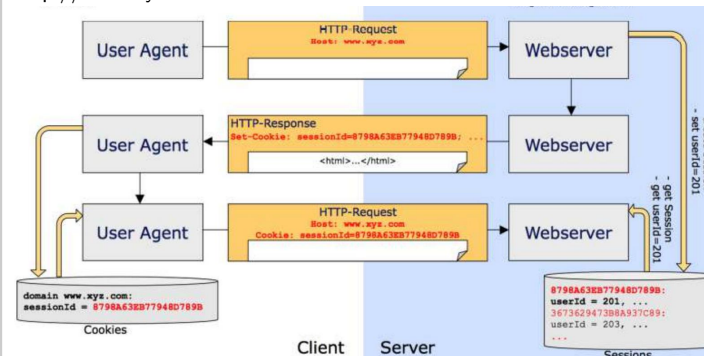 User Agent
HTTP-Request
Host: www.xyz.com
Webserver
User Agent
HTTP-Response
Set-Cookie: sessionId=8798A63EB77948D789B; ...
<html>...</html>
Webserver
- set userId=201
- get Session
- get userId=201
User Agent
HTTP-Request
Host: www.xyz.com
Cookie: sessionId=8798A63EB77948D789B
Webserver
domain www.xyz.com:
sessionId = 8798A63EB77948D789B
Cookies
8798A63EB77948D789B:
userId = 201, ...
3673629473B8A937C89:
userId = 203, ...
...
Sessions
Client
Server